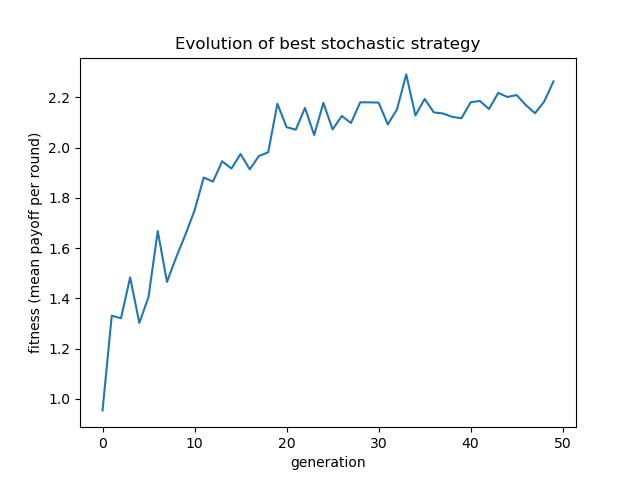 Evolution of best stochastic strategy
fitness (mean payoff per round)
2.2
2.0
1.8
1.6
1.4
1.2
1.0
0 10 20 30 40 50
generation